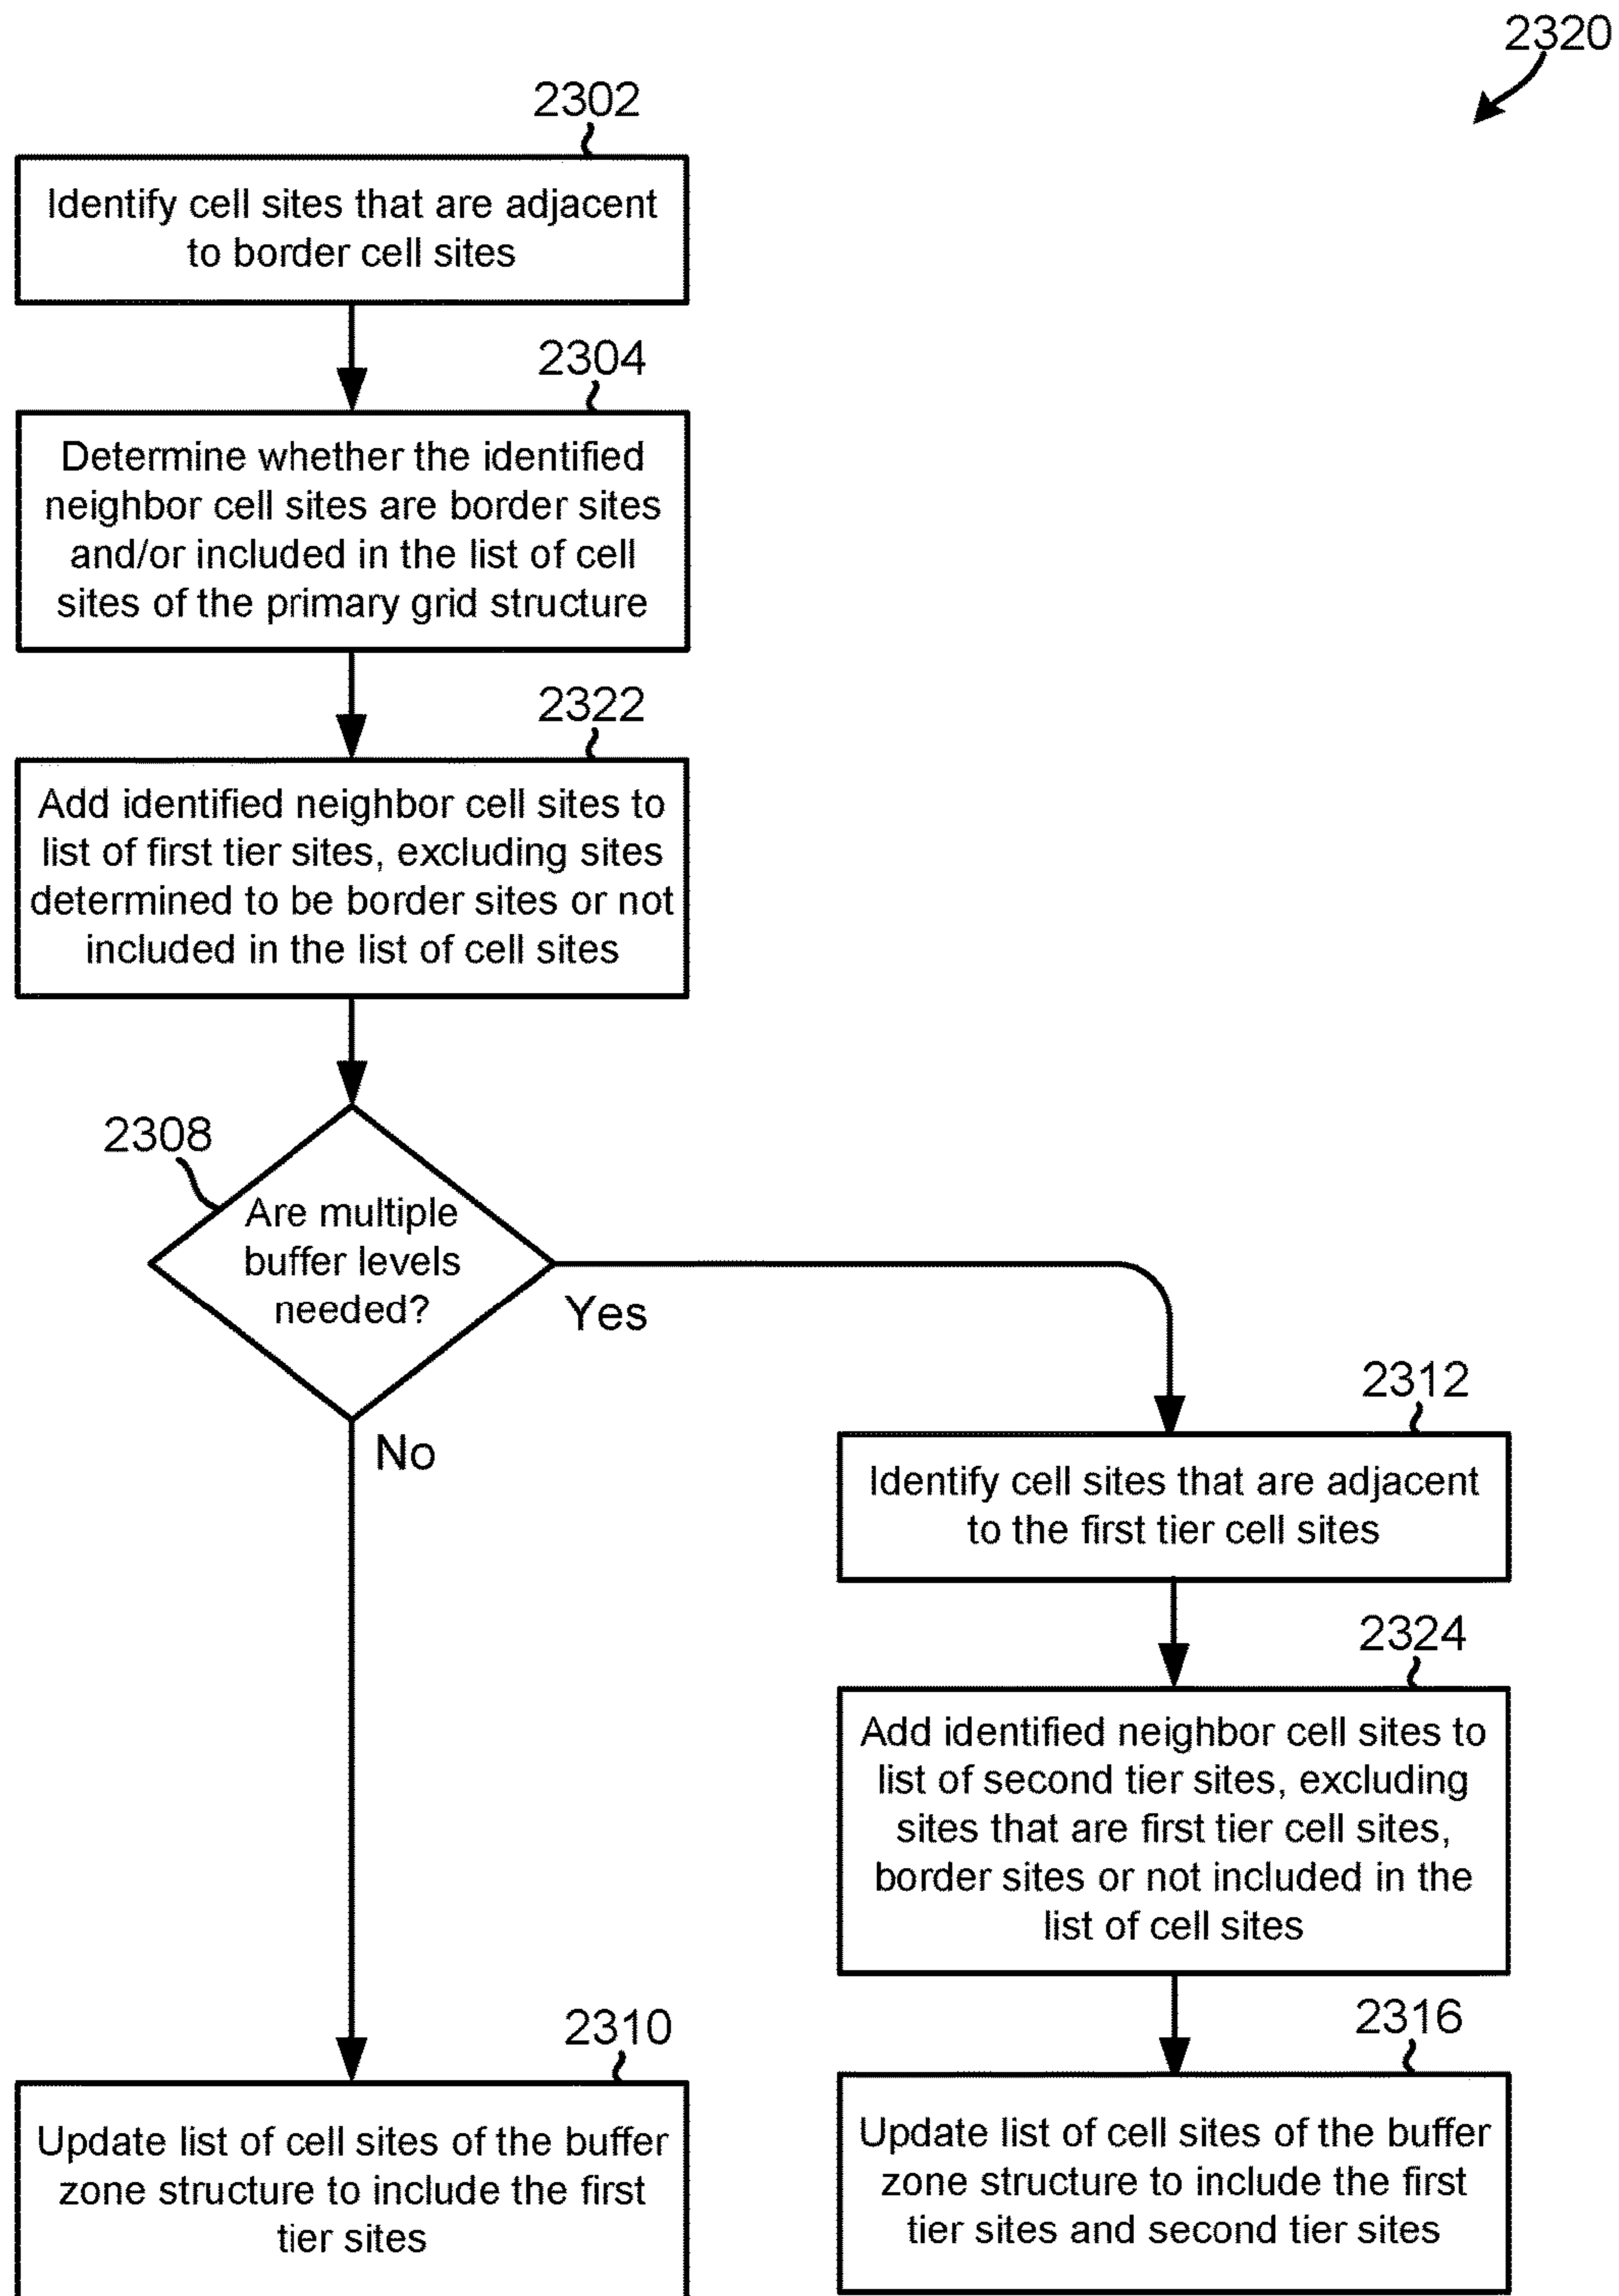 2320
2302
Identify cell sites that are adjacent
to border cell sites
2304
Determine whether the identified
neighbor cell sites are border sites
and/or included in the list of cell
sites of the primary grid structure
2322
Add identified neighbor cell sites to
list of first tier sites, excluding sites
determined to be border sites or not
included in the list of cell sites
2308
Are multiple
buffer levels
needed?
Yes
No
2312
Identify cell sites that are adjacent
to the first tier cell sites
2324
Add identified neighbor cell sites to
list of second tier sites, excluding
sites that are first tier cell sites,
border sites or not included in the
list of cell sites
2310
Update list of cell sites of the buffer
zone structure to include the first
tier sites
2316
Update list of cell sites of the buffer
zone structure to include the first
tier sites and second tier sites